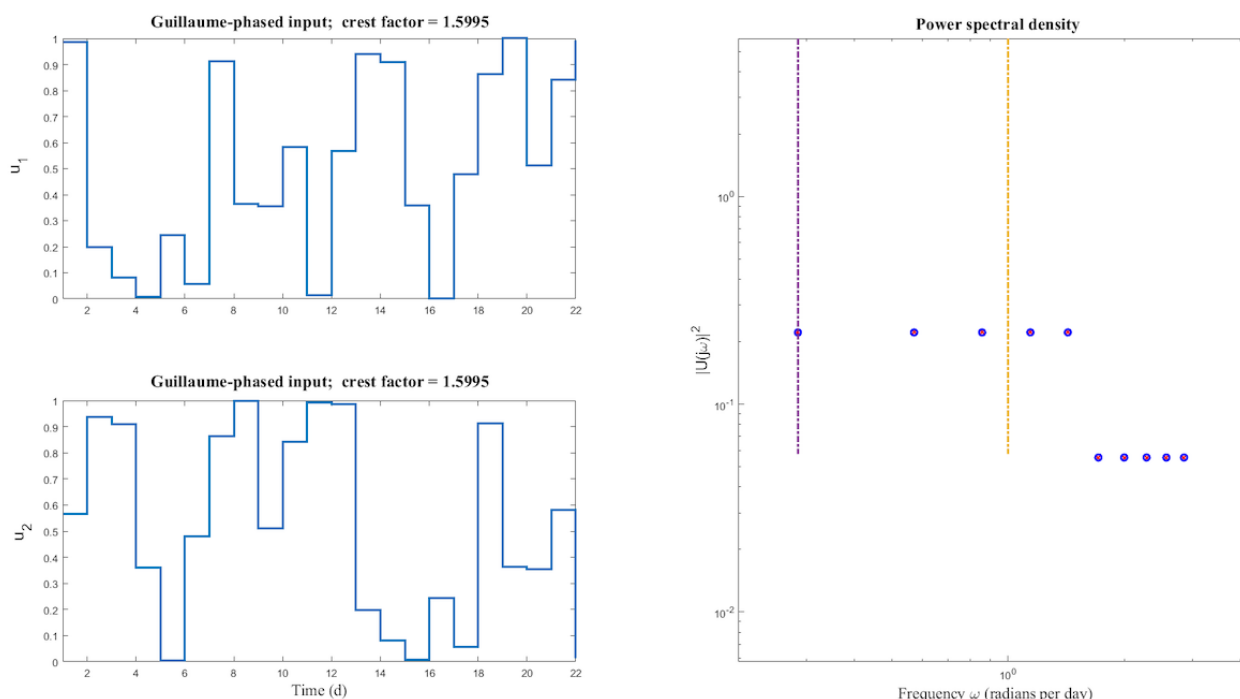 Guillaume-phased input;  crest factor = 1.5995
1
0.9
0.8
0.7
0.6
0.5
0.4
0.3
0.2
0.1
0
u_1
2 4 6 8 10 12 14 16 18 20 22
Guillaume-phased input;  crest factor = 1.5995
1
0.9
0.8
0.7
0.6
0.5
0.4
0.3
0.2
0.1
0
u_2
2 4 6 8 10 12 14 16 18 20 22
Time (d)
Power spectral density
10^0
10^-1
10^-2
|U(jω)|^2
10^0
Frequency ω (radians per day)